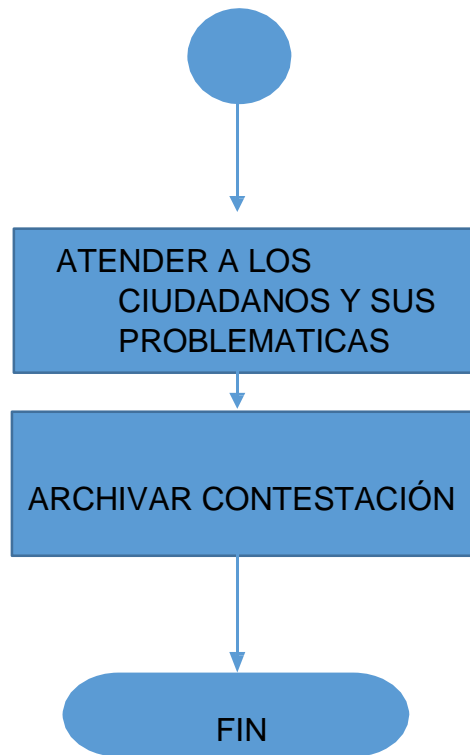 ATENDER A LOS
CIUDADANOS Y SUS
PROBLEMATICAS
ARCHIVAR CONTESTACIÓN
FIN